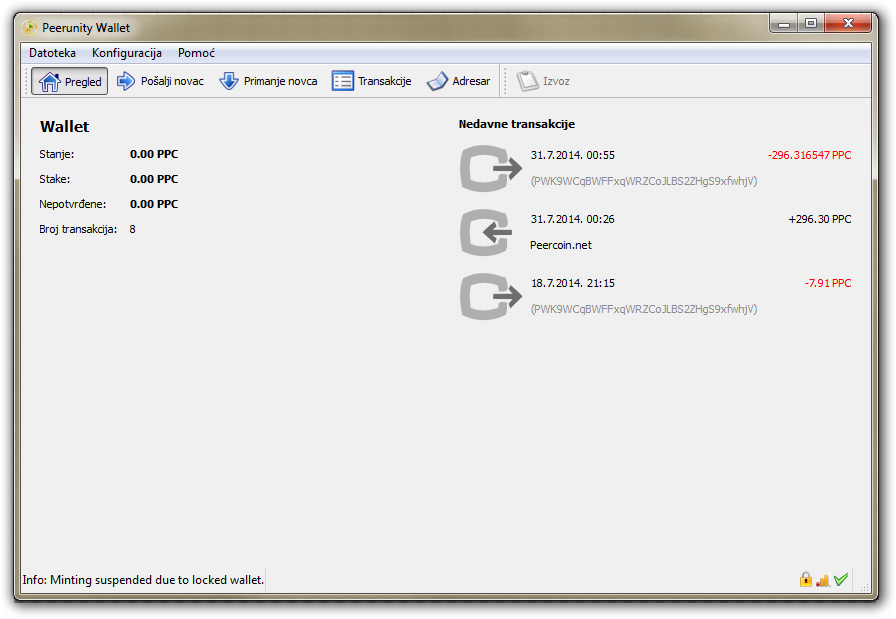 Peerunity Wallet
Datoteka Konfiguracija Pomoć
Pregled Pošalji novac Primanje novca Transakcije Adresar Izvoz
Wallet
Stanje: 0.00 PPC
Stake: 0.00 PPC
Nepotvrđene: 0.00 PPC
Broj transakcija: 8
Nedavne transakcije
31.7.2014. 00:55 -296.316547 PPC
(PWK9WCqBWFFxqWRZCoJLBS2ZHgS9xfwhjV)
31.7.2014. 00:26 +296.30 PPC
Peercoin.net
18.7.2014. 21:15 -7.91 PPC
(PWK9WCqBWFFxqWRZCoJLBS2ZHgS9xfwhjV)
Info: Minting suspended due to locked wallet.